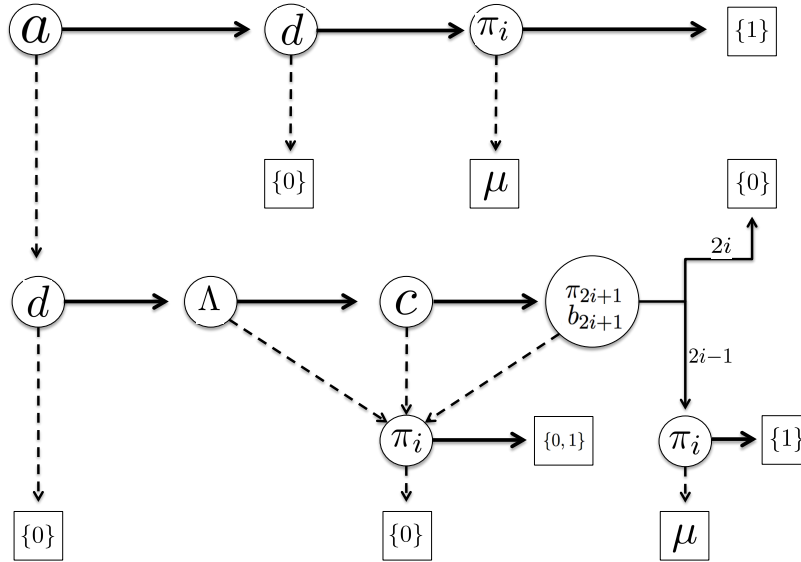 a d π_i {1}
{0} μ {0}
2i
d Λ c π_{2i+1}
b_{2i+1}
2i−1
π_i {0,1} π_i {1}
{0} {0} μ